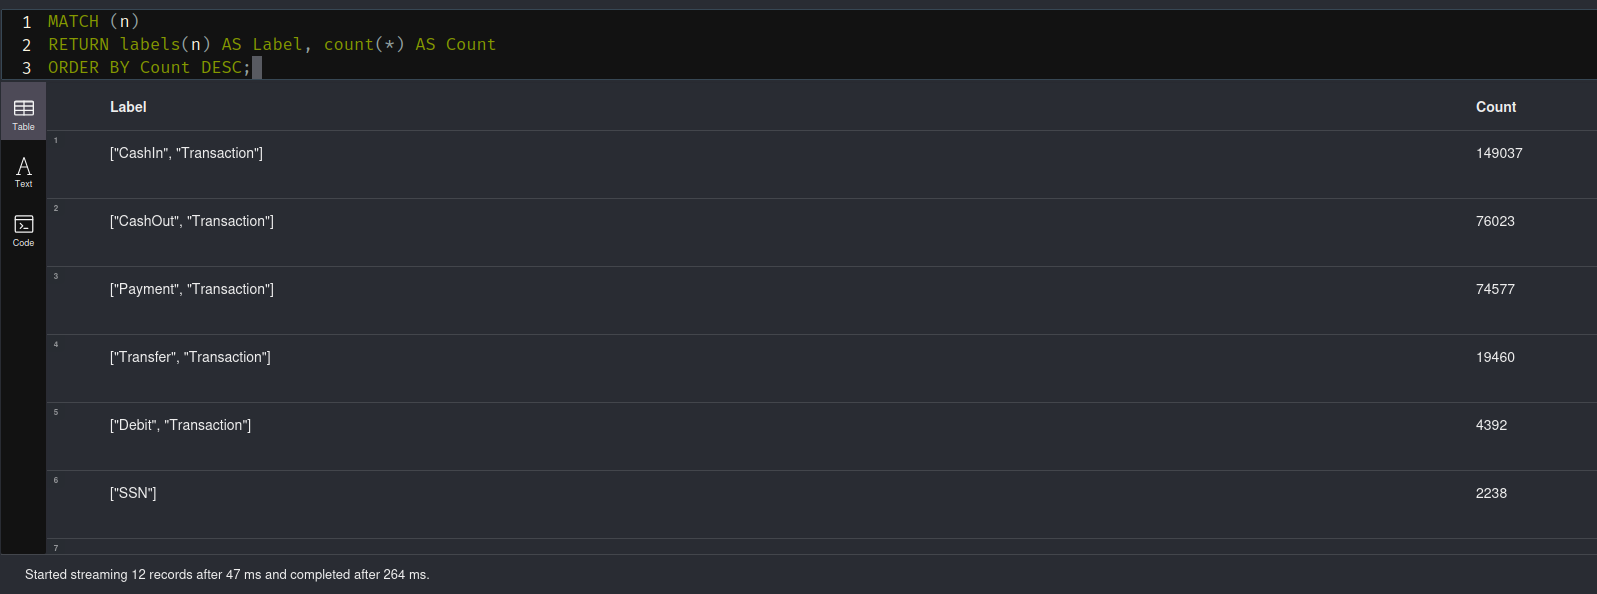 1 MATCH (n)
2 RETURN labels(n) AS Label, count(*) AS Count
3 ORDER BY Count DESC;
Table
Text
Code
Label Count
1 ["CashIn", "Transaction"] 149037
2 ["CashOut", "Transaction"] 76023
3 ["Payment", "Transaction"] 74577
4 ["Transfer", "Transaction"] 19460
5 ["Debit", "Transaction"] 4392
6 ["SSN"] 2238
7
Started streaming 12 records after 47 ms and completed after 264 ms.